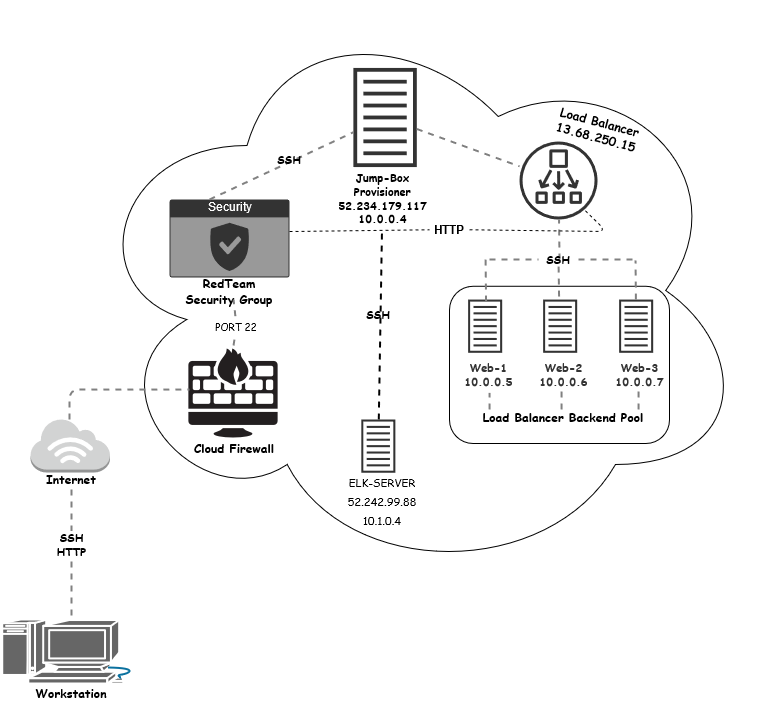 Load Balancer
13.68.250.15
SSH
Jump-Box
Provisioner
52.234.179.117
10.0.0.4
Security
HTTP
RedTeam
Security Group
SSH
PORT 22
SSH
Web-1
10.0.0.5
Web-2
10.0.0.6
Web-3
10.0.0.7
Load Balancer Backend Pool
Cloud Firewall
Internet
ELK-SERVER
52.242.99.88
10.1.0.4
SSH
HTTP
Workstation